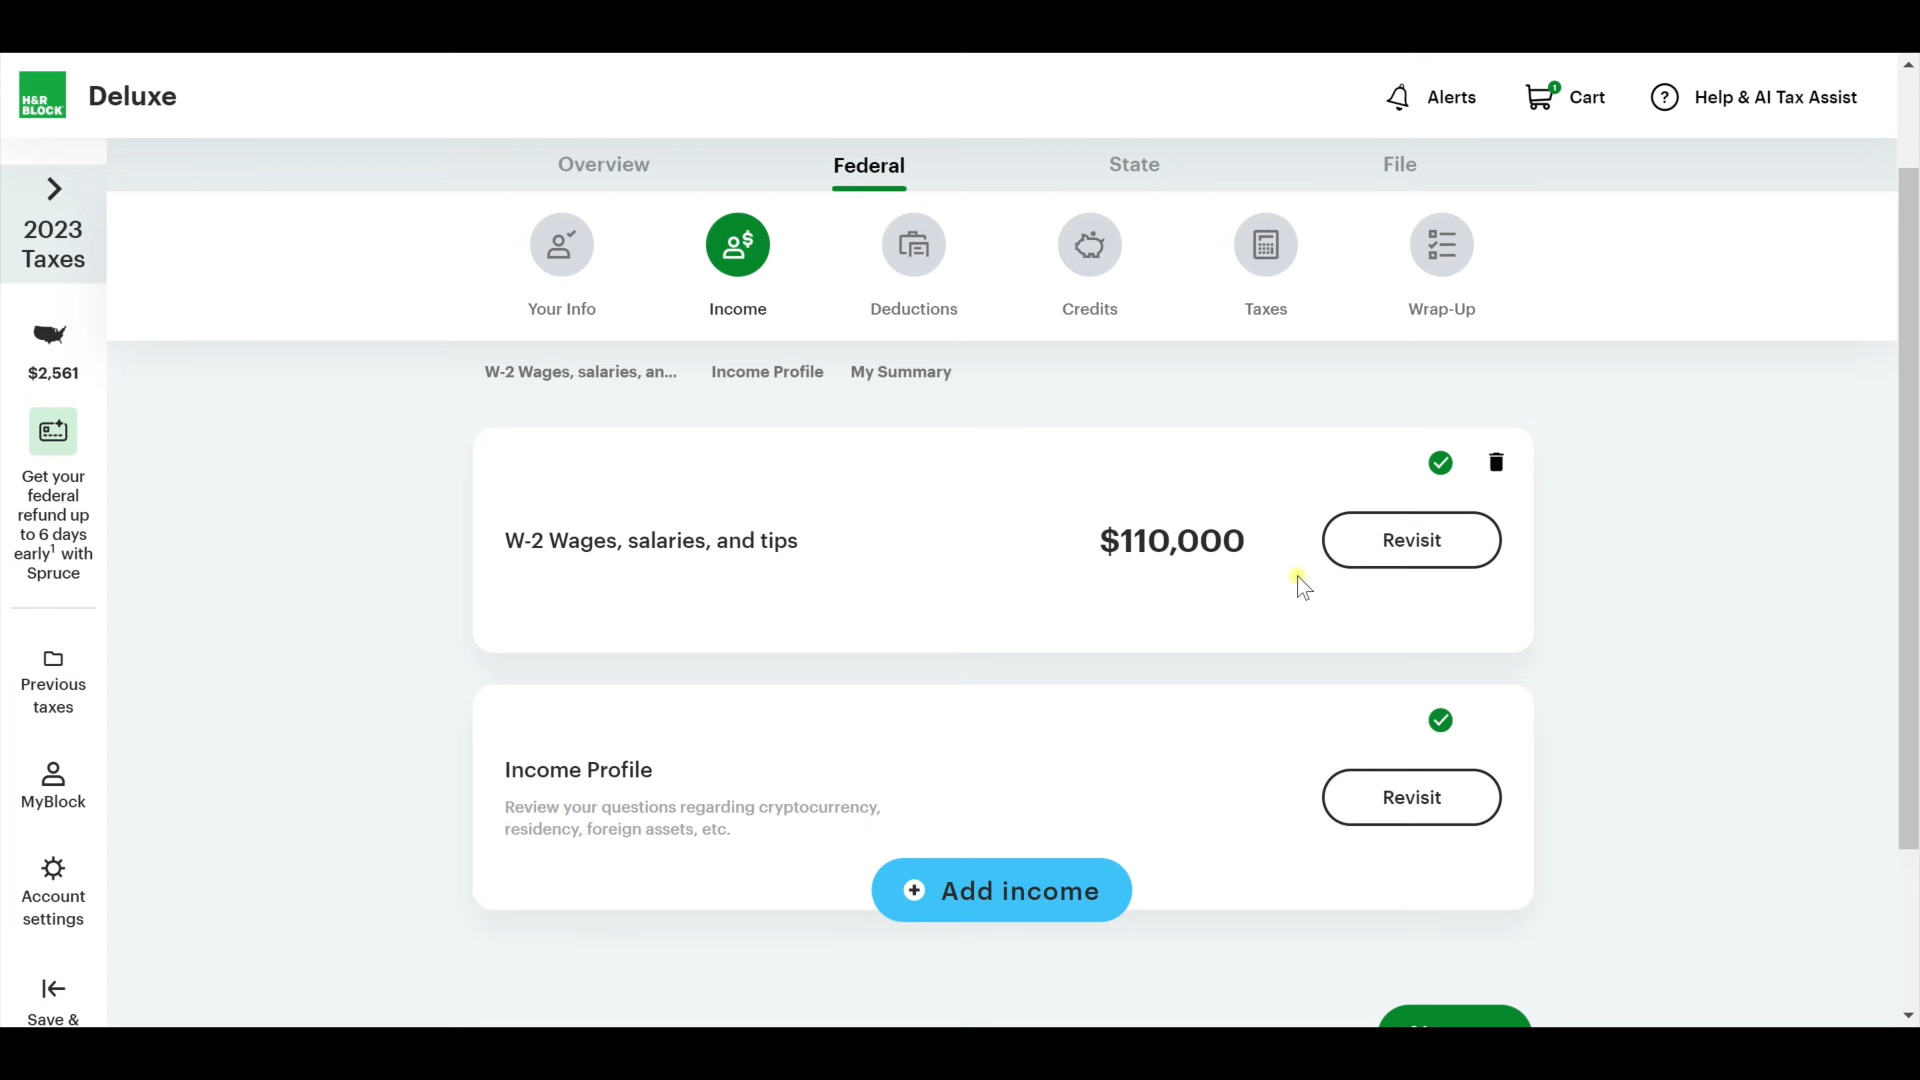 H&R
BLOCK
Deluxe
Alerts
1
Cart
? Help & AI Tax Assist
Overview
Federal
State
File
2023
Taxes
$2,561
Get your
federal
refund up
to 6 days
early1 with
Spruce
Previous
taxes
MyBlock
Account
settings
Save &
Your Info
$
Income
Deductions
Credits
Taxes
Wrap-Up
W-2 Wages, salaries, an...
Income Profile
My Summary
W-2 Wages, salaries, and tips
$110,000
Revisit
Income Profile
Review your questions regarding cryptocurrency,
residency, foreign assets, etc.
Revisit
Add income